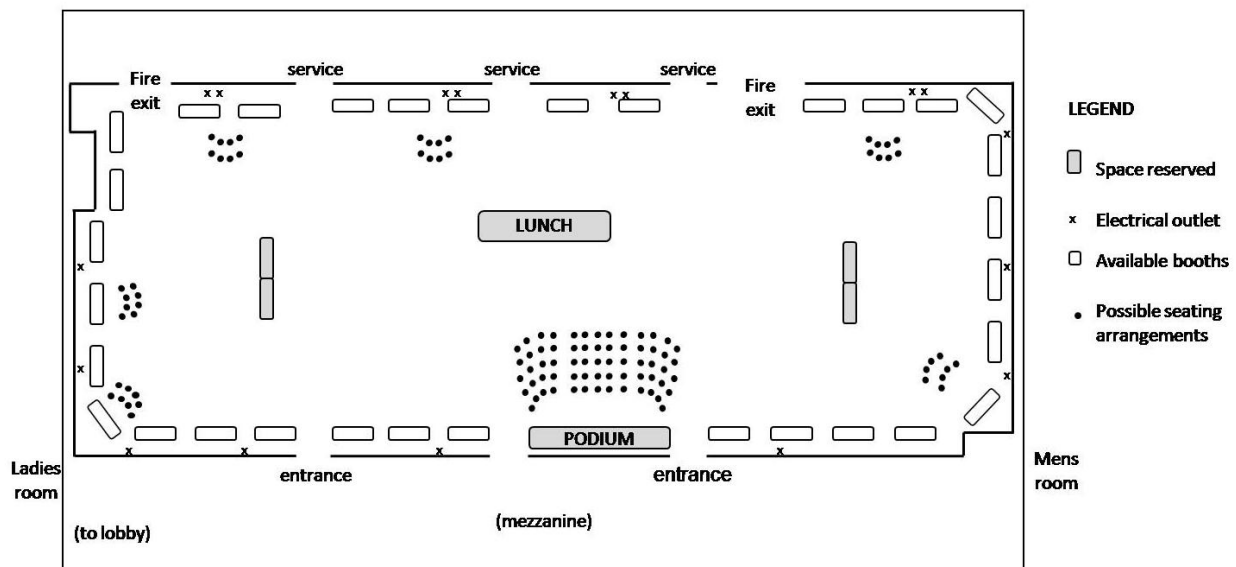 service
service
service
Fire
exit
Fire
exit
LEGEND
Space reserved
LUNCH
x Electrical outlet
Available booths
Possible seating
arrangements
PODIUM
Ladies
room
entrance
entrance
Mens
room
(to lobby)
(mezzanine)